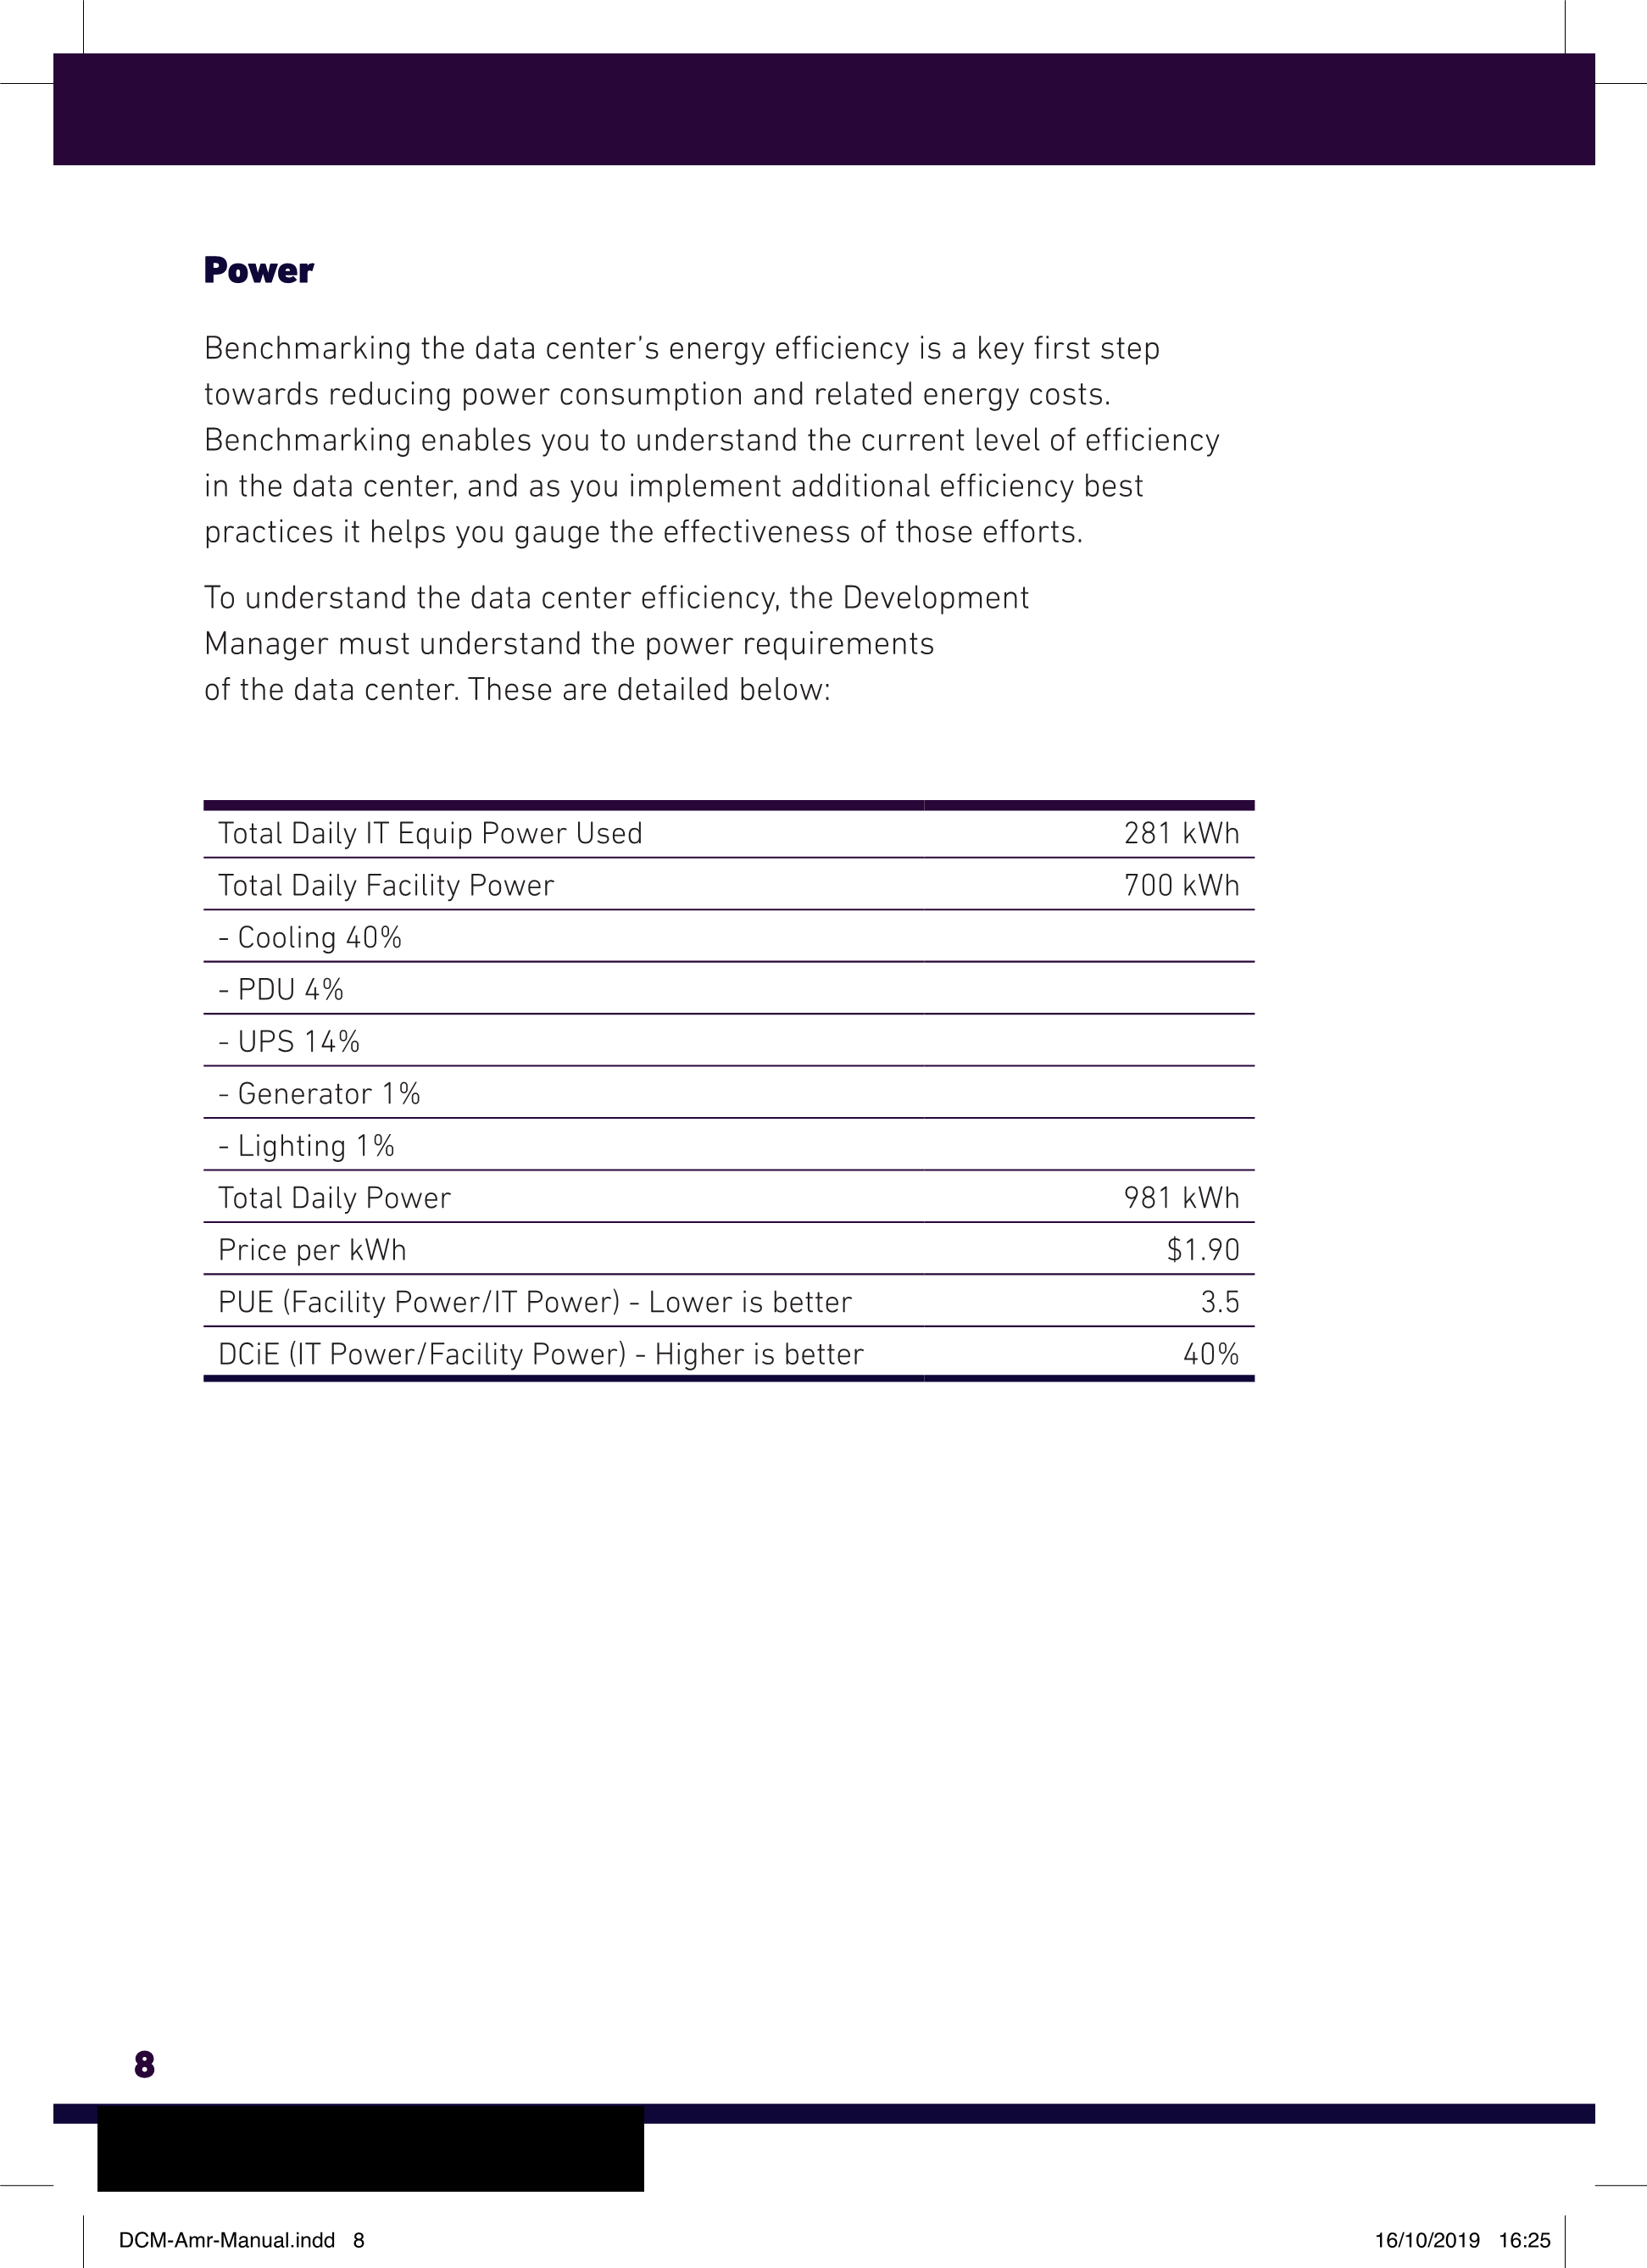 Power
Benchmarking the data center’s energy efficiency is a key first step
towards reducing power consumption and related energy costs.
Benchmarking enables you to understand the current level of efficiency
in the data center, and as you implement additional efficiency best
practices it helps you gauge the effectiveness of those efforts.
To understand the data center efficiency, the Development
Manager must understand the power requirements
of the data center. These are detailed below:
Total Daily IT Equip Power Used 281 kWh
Total Daily Facility Power 700 kWh
- Cooling 40%
- PDU 4%
- UPS 14%
- Generator 1%
- Lighting 1%
Total Daily Power 981 kWh
Price per kWh $1.90
PUE (Facility Power/IT Power) - Lower is better 3.5
DCiE (IT Power/Facility Power) - Higher is better 40%
8
DCM-Amr-Manual.indd 8 16/10/2019 16:25